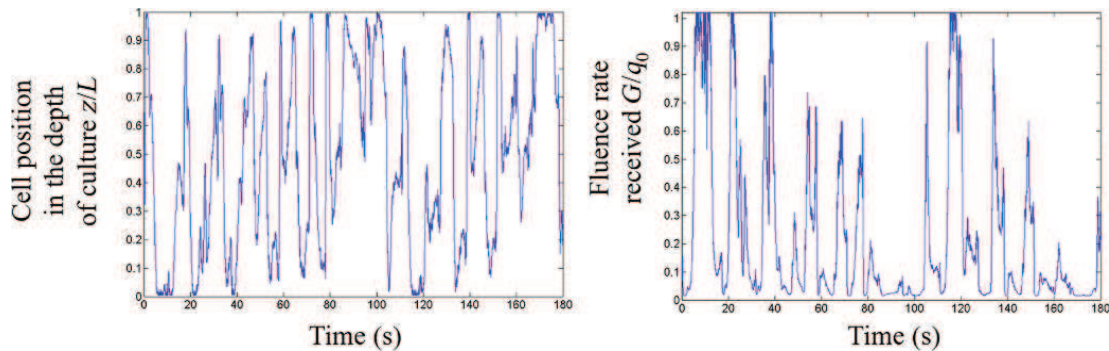 Cell position
in the depth
of culture z/L
1
0.9
0.8
0.7
0.6
0.5
0.4
0.3
0.2
0.1
0
0 20 40 60 80 100 120 140 160 180
Time (s)
Fluence rate
received G/q0
1
0.9
0.8
0.7
0.6
0.5
0.4
0.3
0.2
0.1
0
0 20 40 60 80 100 120 140 160 180
Time (s)